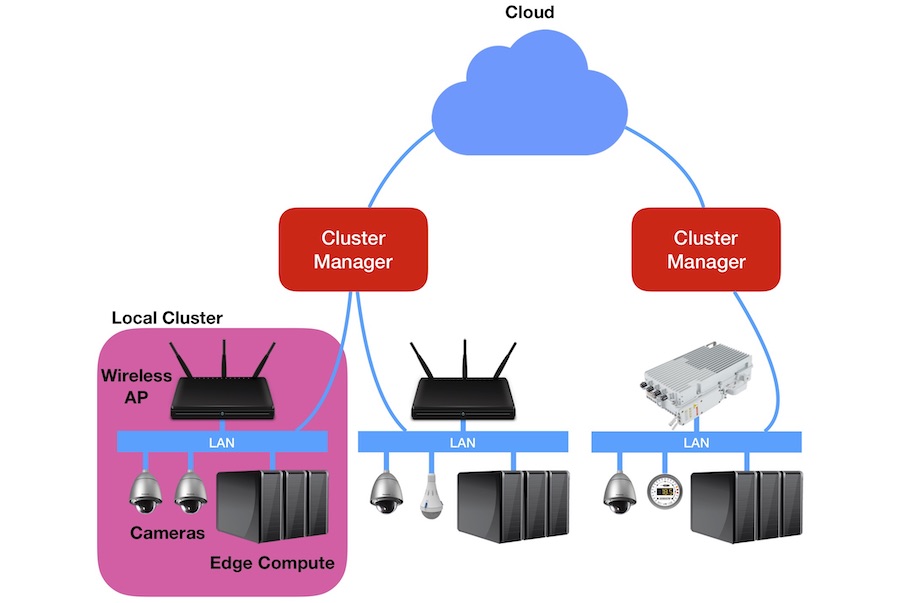 Cloud
Cluster
Manager
Cluster
Manager
Local Cluster
Wireless
AP
LAN
LAN
LAN
Cameras
Edge Compute